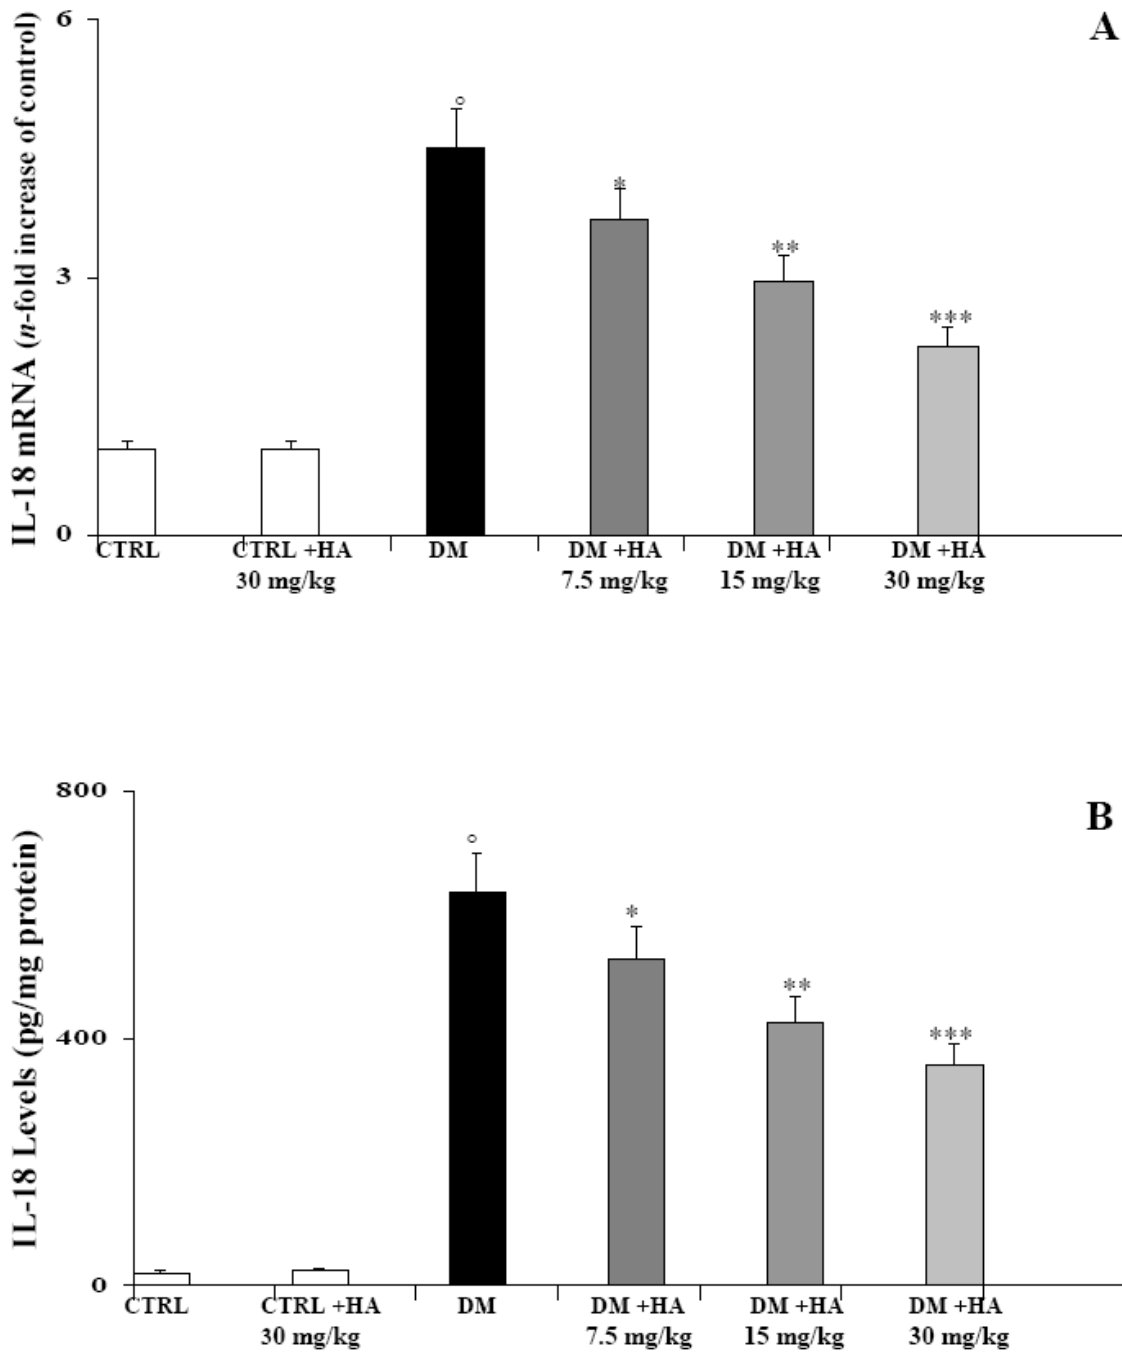 A
IL-18 mRNA (n-fold increase of control)
6
3
0
°
*
**
***
CTRL
CTRL +HA
30 mg/kg
DM
DM +HA
7.5 mg/kg
DM +HA
15 mg/kg
DM +HA
30 mg/kg
B
IL-18 Levels (pg/mg protein)
800
400
0
°
*
**
***
CTRL
CTRL +HA
30 mg/kg
DM
DM +HA
7.5 mg/kg
DM +HA
15 mg/kg
DM +HA
30 mg/kg